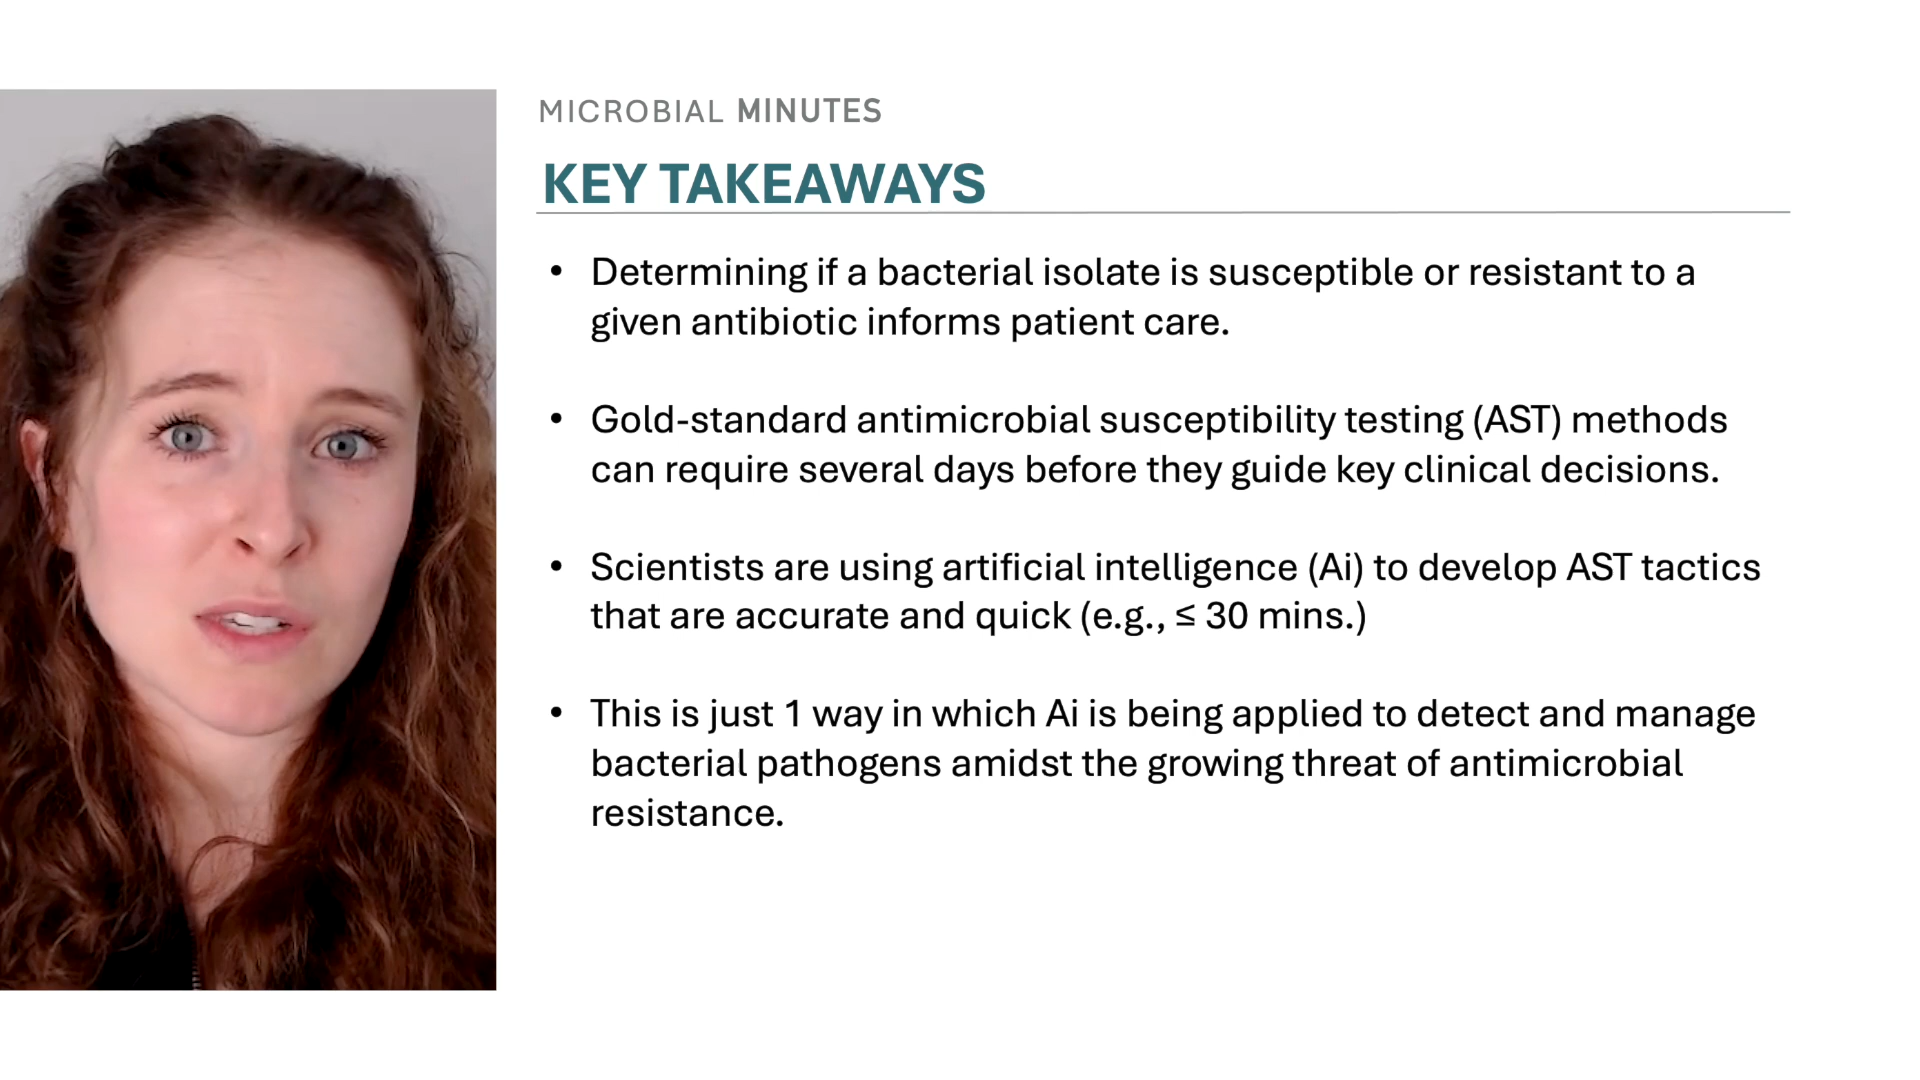 MICROBIAL MINUTES
KEY TAKEAWAYS
• Determining if a bacterial isolate is susceptible or resistant to a
given antibiotic informs patient care.
• Gold-standard antimicrobial susceptibility testing (AST) methods
can require several days before they guide key clinical decisions.
• Scientists are using artificial intelligence (Ai) to develop AST tactics
that are accurate and quick (e.g., ≤ 30 mins.)
• This is just 1 way in which Ai is being applied to detect and manage
bacterial pathogens amidst the growing threat of antimicrobial
resistance.